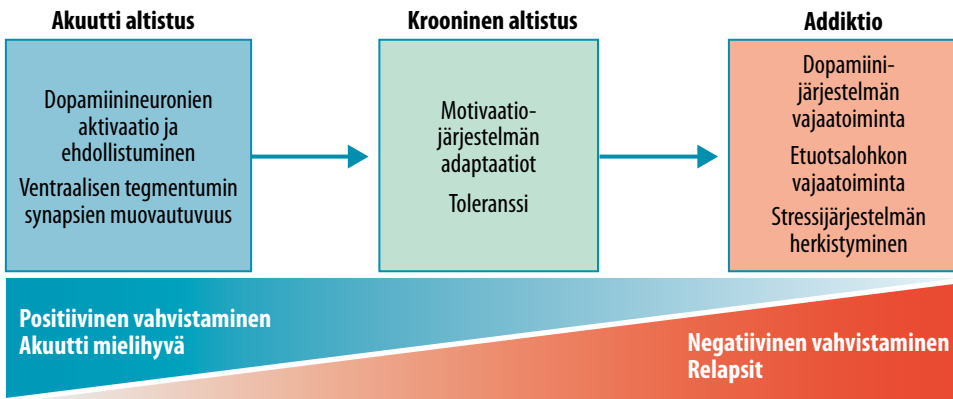 Akuutti altistus
Dopamiinineuronien
aktivaatio ja
ehdollistuminen
Ventraalisen tegmentumin
synapsien muovautuvuus
Krooninen altistus
Motivaatio-
järjestelmän
adaptaatiot
Toleranssi
Addiktio
Dopamiini-
järjestelmän
vajaatoiminta
Etuotsalohkon
vajaatoiminta
Stressijärjestelmän
herkistyminen
Positiivinen vahvistaminen
Akuutti mielihyvä
Negatiivinen vahvistaminen
Relapsit